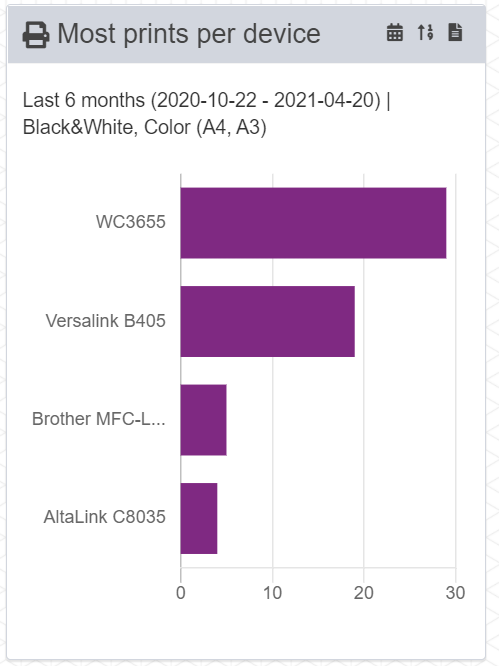 Most prints per device
Last 6 months (2020-10-22 - 2021-04-20) |
Black&White, Color (A4, A3)
WC3655
Versalink B405
Brother MFC-L...
AltaLink C8035
0 10 20 30